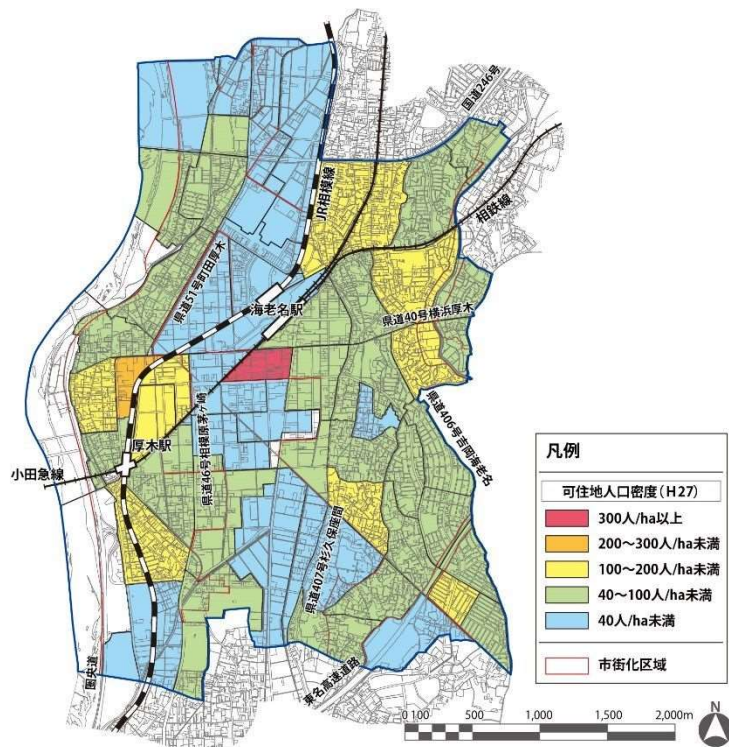 国道246号
JR相模線
相鉄線
県道51号町田厚木
海老名駅
県道40号横浜厚木
県道406号吉岡海老名
厚木駅
県道46号相模原茅ヶ崎
小田急線
県道407号杉久保座間
圏央道
東名高速道路
凡例
可住地人口密度(H27)
300人/ha以上
200~300人/ha未満
100~200人/ha未満
40~100人/ha未満
40人/ha未満
市街化区域
N
0 100 500 1,000 1,500 2,000m